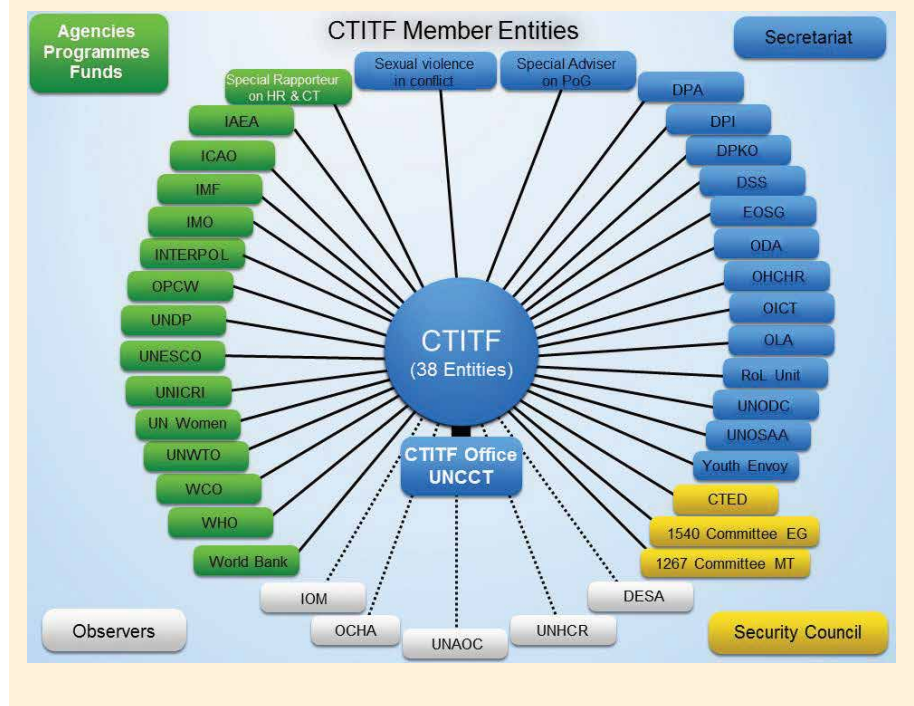 Agencies
Programmes
Funds
CTITF Member Entities
Secretariat
Special Rapporteur
on HR & CT
Sexual violence
in conflict
Special Adviser
on PoG
IAEA
ICAO
IMF
IMO
INTERPOL
OPCW
UNDP
UNESCO
UNICRI
UN Women
UNWTO
WCO
WHO
World Bank
DPA
DPI
DPKO
DSS
EOSG
ODA
OHCHR
OICT
OLA
RoL Unit
UNODC
UNOSAA
Youth Envoy
CTED
1540 Committee EG
1267 Committee MT
CTITF
(38 Entities)
CTITF Office
UNCCT
IOM
OCHA
UNAOC
UNHCR
DESA
Observers
Security Council